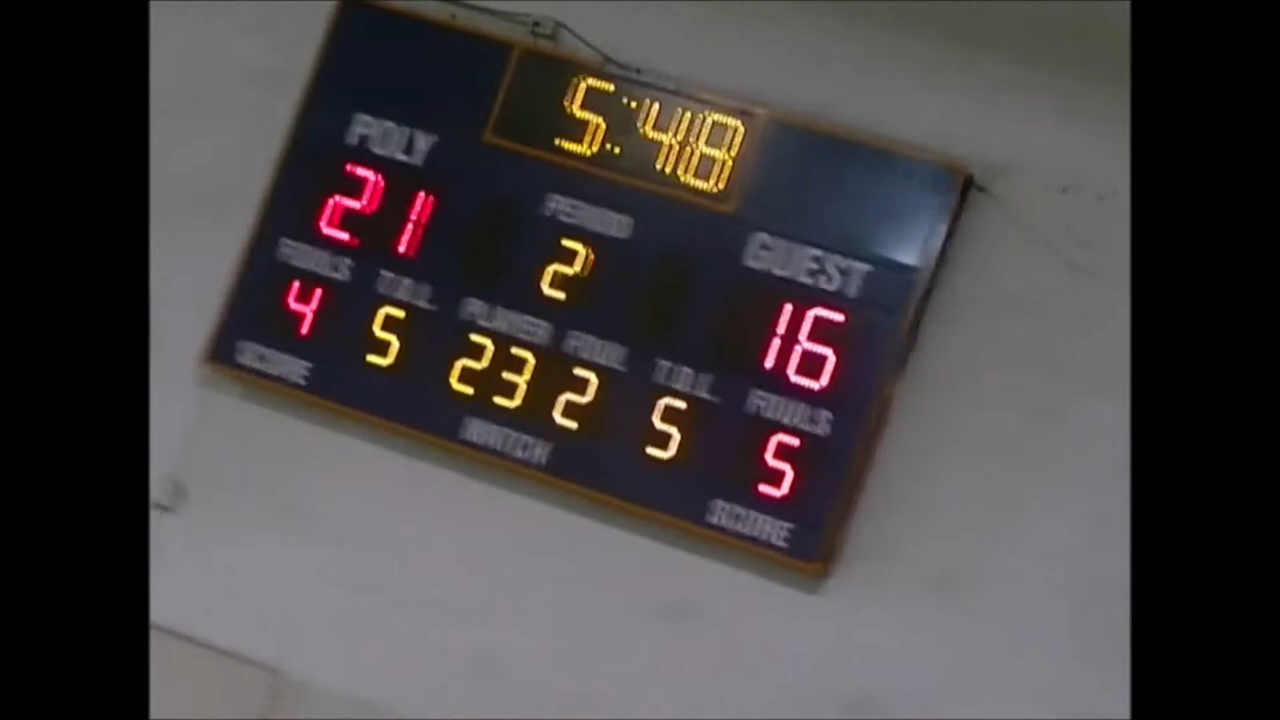 5:48
POLY
21
PERIOD
2
GUEST
16
FOULS T.O.L. PLAYER FOUL T.O.L. FOULS
4 5 23 2 5 5
SCORE MATCH SCORE